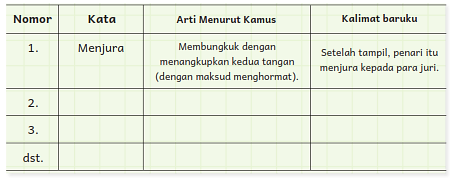 Nomor Kata Arti Menurut Kamus Kalimat baruku
1. Menjura Membungkuk dengan menangkupkan kedua tangan (dengan maksud menghormat). Setelah tampil, penari itu menjura kepada para juri.
2.
3.
dst.